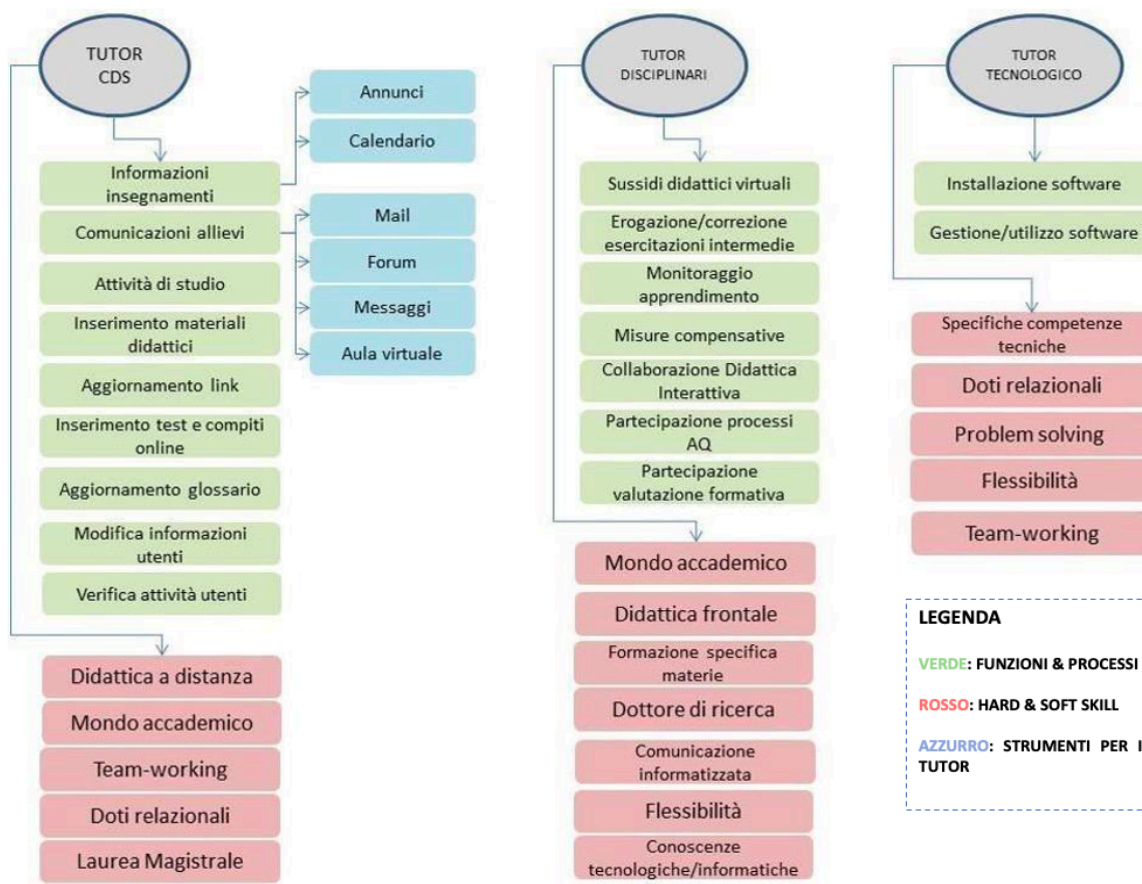 TUTOR
CDS
Annunci
Calendario
Informazioni
insegnamenti
Comunicazioni allievi
Mail
Forum
Messaggi
Aula virtuale
Attività di studio
Inserimento materiali
didattici
Aggiornamento link
Inserimento test e compiti
online
Aggiornamento glossario
Modifica informazioni
utenti
Verifica attività utenti
Didattica a distanza
Mondo accademico
Team-working
Doti relazionali
Laurea Magistrale
TUTOR
DISCIPLINARI
Sussidi didattici virtuali
Erogazione/correzione
esercitazioni intermedie
Monitoraggio
apprendimento
Misure compensative
Collaborazione Didattica
Interattiva
Partecipazione processi
AQ
Partecipazione
valutazione formativa
Mondo accademico
Didattica frontale
Formazione specifica
materie
Dottore di ricerca
Comunicazione
informatizzata
Flessibilità
Conoscenze
tecnologiche/informatiche
TUTOR
TECNOLOGICO
Installazione software
Gestione/utilizzo software
Specifiche competenze
tecniche
Doti relazionali
Problem solving
Flessibilità
Team-working
LEGENDA
VERDE: FUNZIONI & PROCESSI
ROSSO: HARD & SOFT SKILL
AZZURRO: STRUMENTI PER
TUTOR